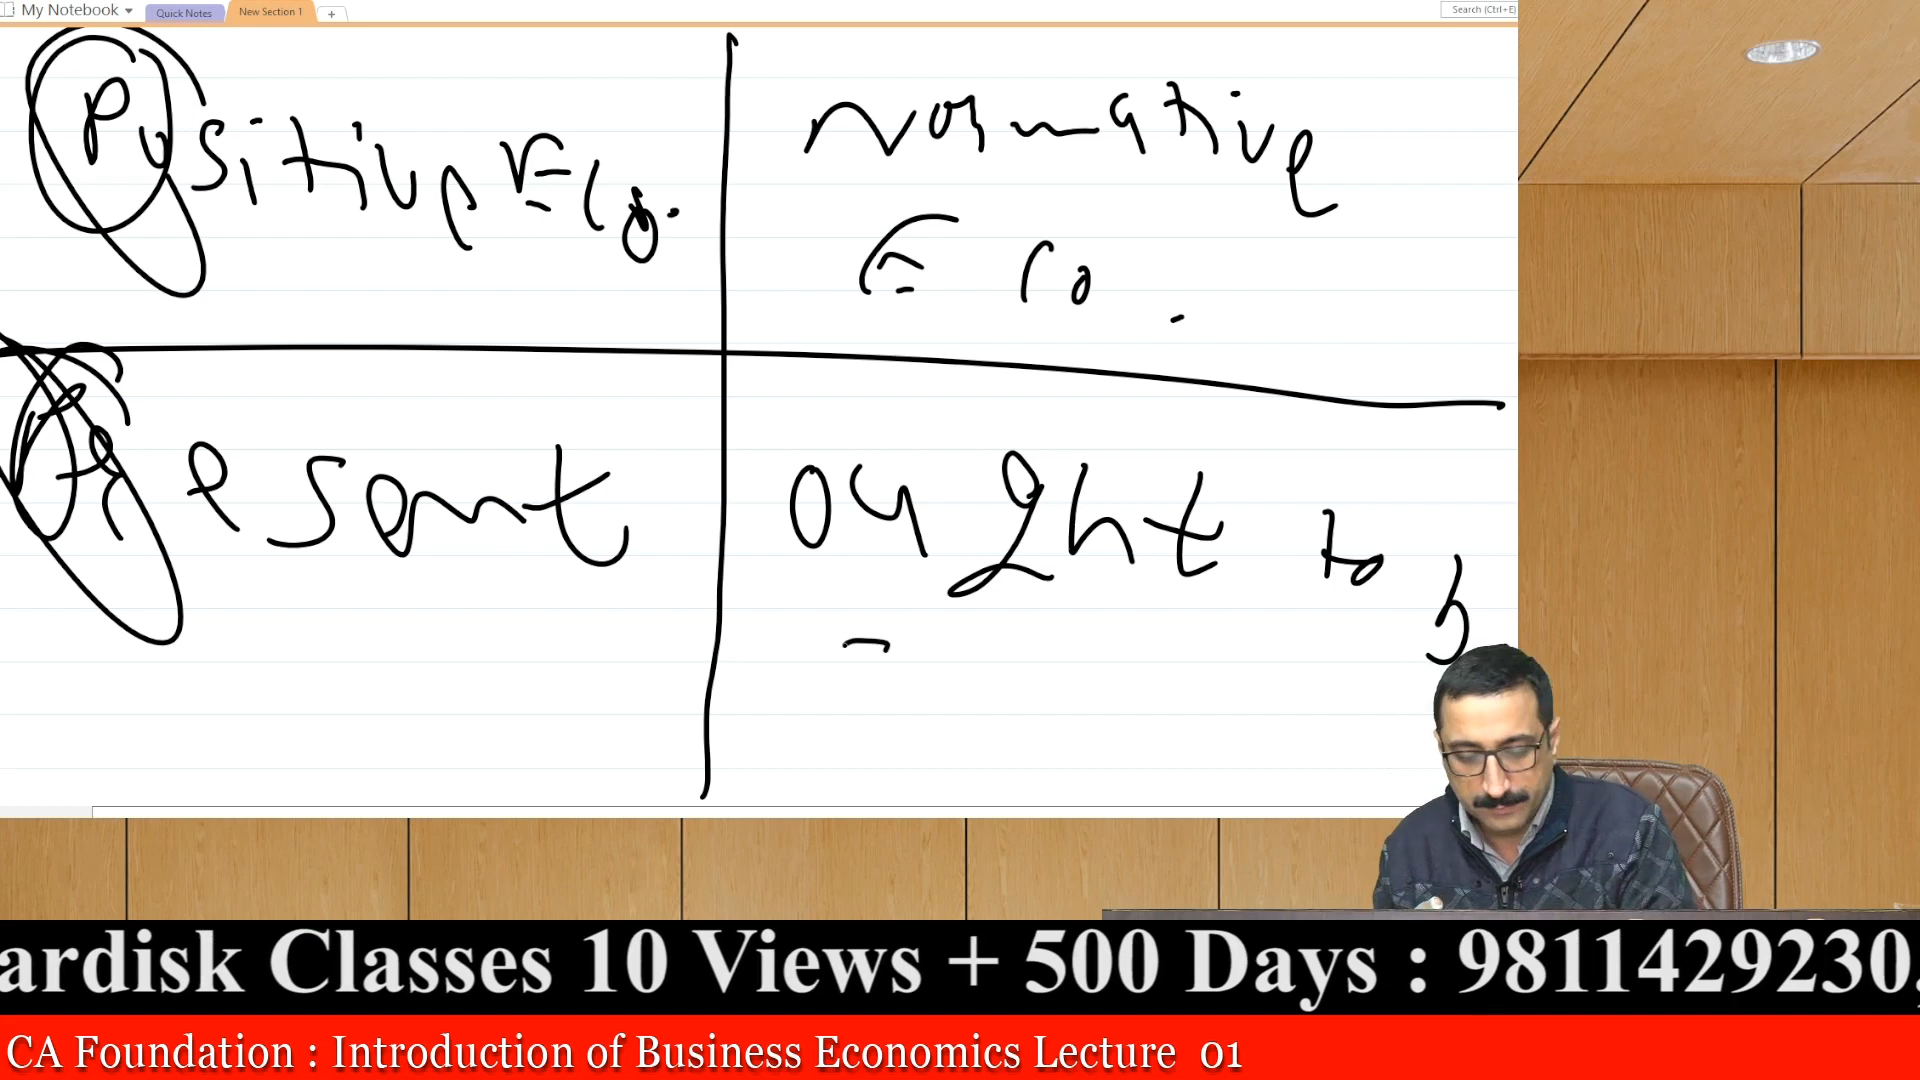 My Notebook
Quick Notes
New Section 1
+
Search (Ctrl+E)
Positive Eco.
Normative
Eco.
Present
Ought to b
ardisk Classes 10 Views + 500 Days : 9811429230,
CA Foundation : Introduction of Business Economics Lecture 01